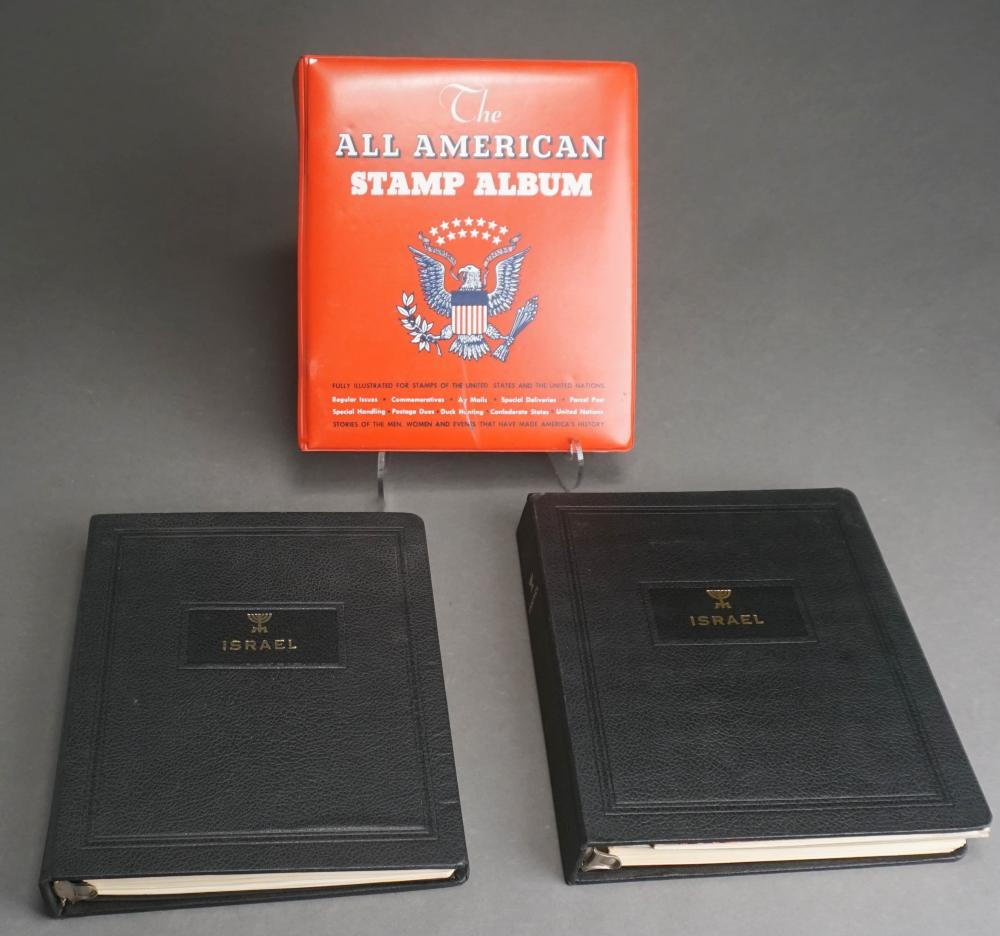 The
ALL AMERICAN
STAMP ALBUM
FULLY ILLUSTRATED FOR STAMPS OF THE UNITED STATES AND THE UNITED NATIONS
Regular Issues • Commemoratives • Air Mails • Special Deliveries • Parcel Post
Special Handling • Postage Dues • Duck Hunting • Confederate States • United Nations
STORIES OF THE MEN, WOMEN AND EVENTS THAT HAVE MADE AMERICA'S HISTORY
ISRAEL
ISRAEL